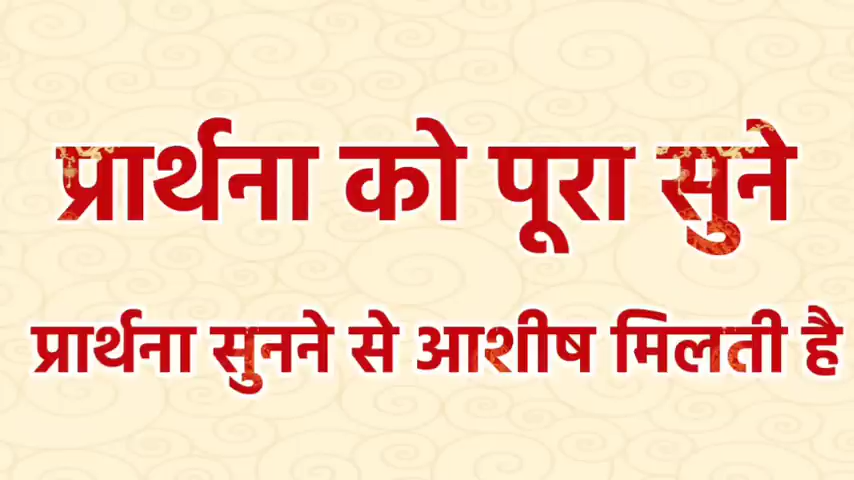 प्रार्थना को पूरा सुने
प्रार्थना सुनने से आशीष मिलती है